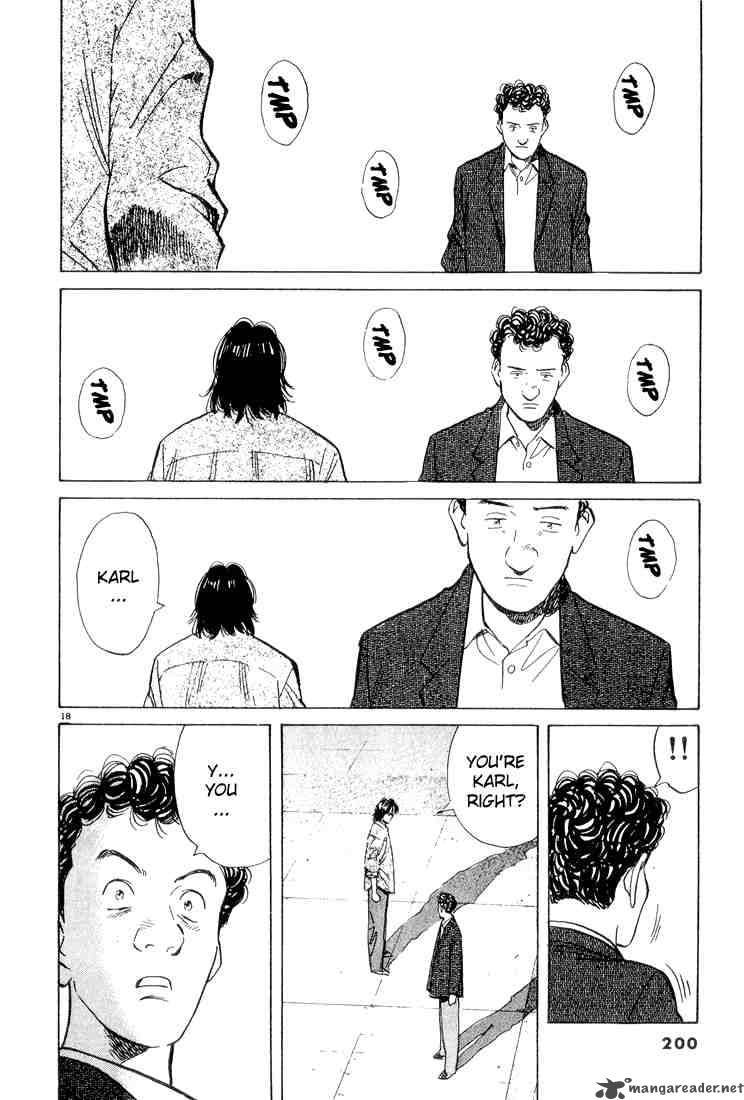 TMP
TMP
TMP
TMP
TMP
TMP
TMP
KARL
...
18
!!
YOU'RE
KARL,
RIGHT?
Y...
YOU
...
200
mangareader.net